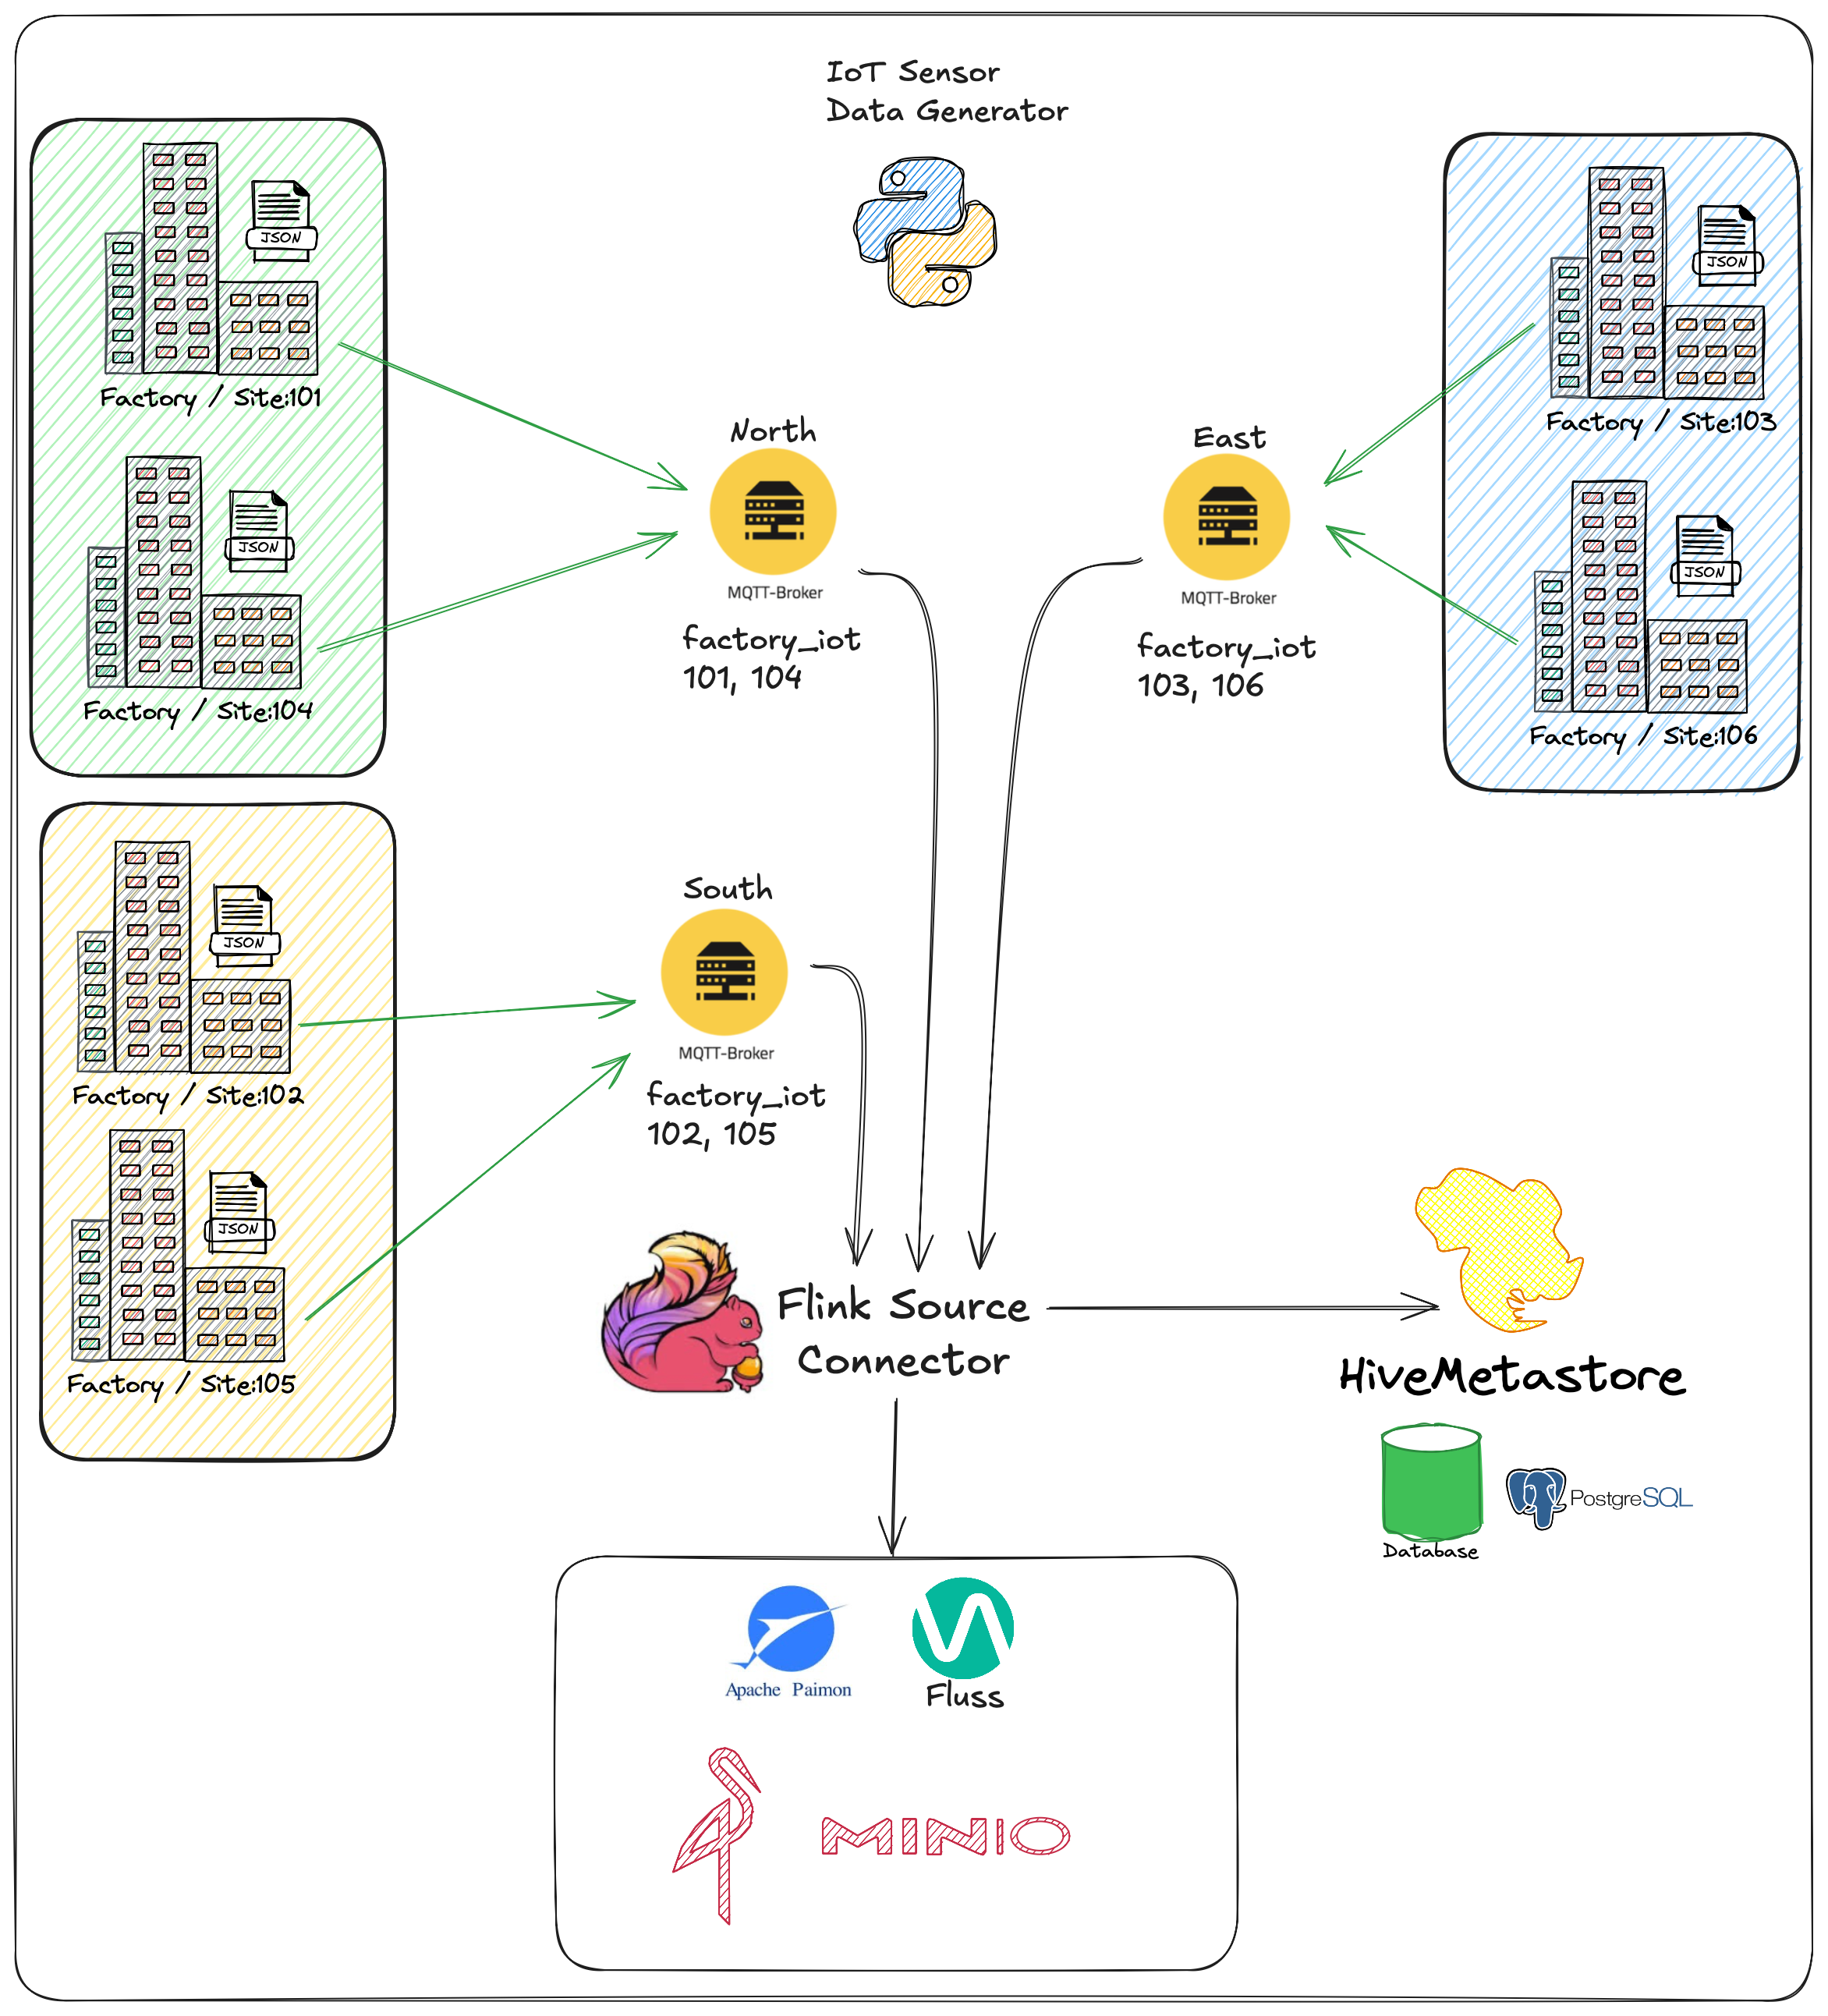 IoT Sensor
Data Generator
JSON
Factory / Site:101
JSON
Factory / Site:104
North
MQTT-Broker
factory_iot
101, 104
East
MQTT-Broker
factory_iot
103, 106
JSON
Factory / Site:103
JSON
Factory / Site:106
JSON
Factory / Site:102
JSON
Factory / Site:105
South
MQTT-Broker
factory_iot
102, 105
Flink Source
Connector
HiveMetastore
Database
PostgreSQL
Apache Paimon
Fluss
MINIO